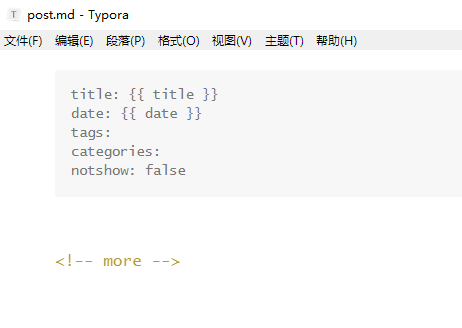 T post.md - Typora
文件(F) 编辑(E) 段落(P) 格式(O) 视图(V) 主题(T) 帮助(H)
title: {{ title }}
date: {{ date }}
tags:
categories:
notshow: false
<!-- more -->